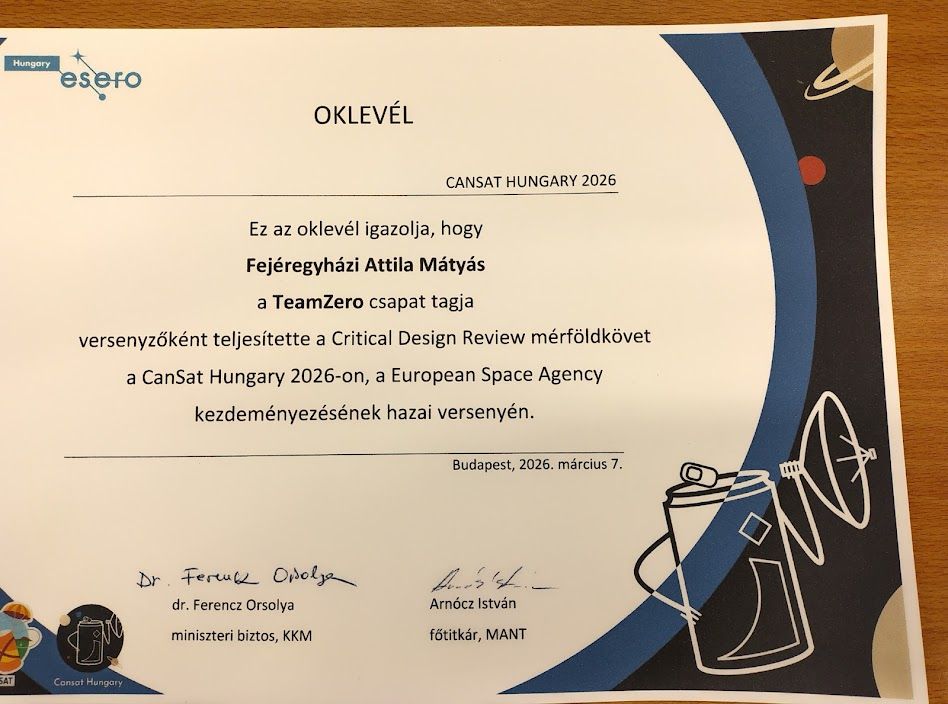 Hungary
esero
OKLEVÉL
CANSAT HUNGARY 2026
Ez az oklevél igazolja, hogy
Fejéregyházi Attila Mátyás
a TeamZero csapat tagja
versenyzőként teljesítette a Critical Design Review mérföldkövet
a CanSat Hungary 2026-on, a European Space Agency
kezdeményezésének hazai versenyén.
Budapest, 2026. március 7.
Dr. Ferencz Orsolya
dr. Ferencz Orsolya
Arnócz István
miniszteri biztos, KKM
főtitkár, MANT
SAT
Cansat Hungary